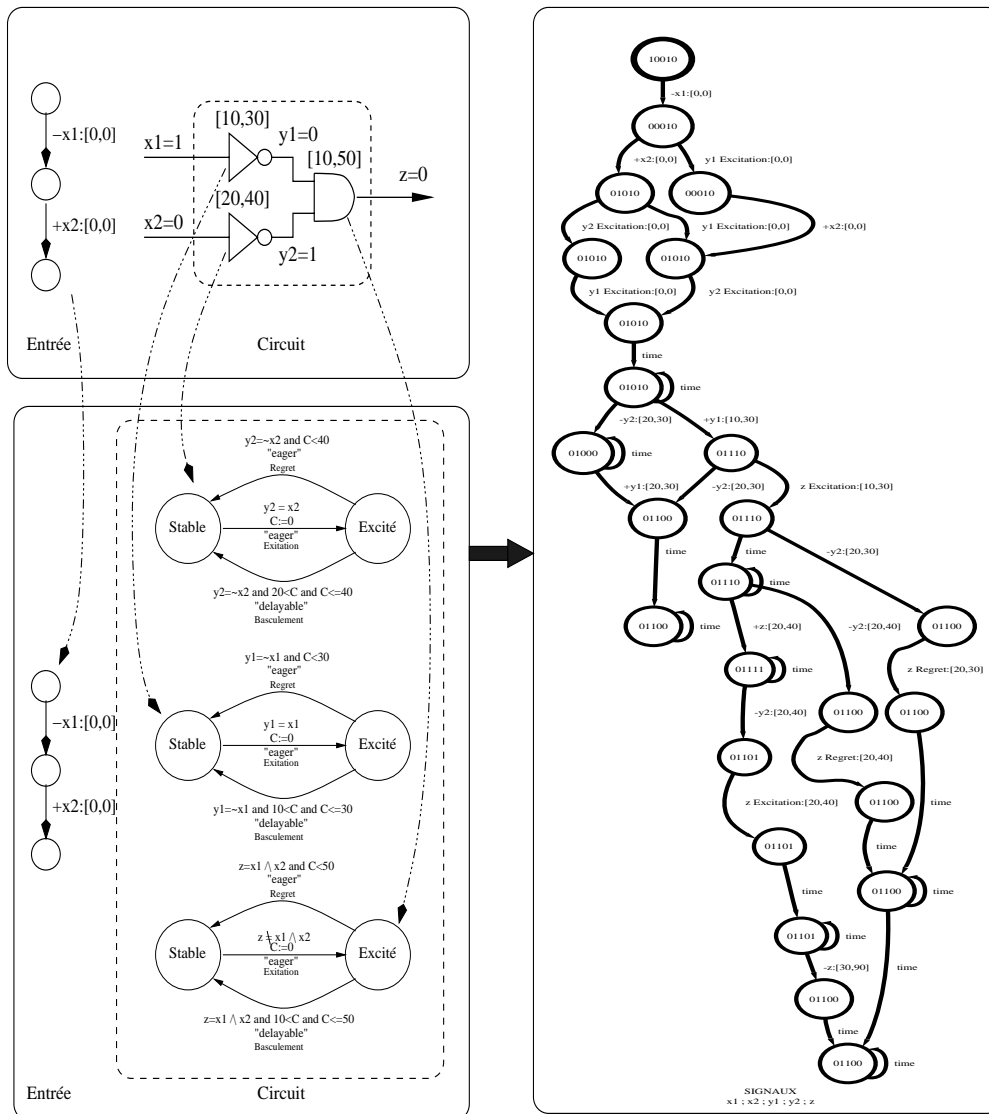 [10,30]
y1=0
−x1:[0,0]
x1=1
[10,50]
z=0
[20,40]
+x2:[0,0]
x2=0
y2=1
Entrée
Circuit
y2=~x2 and C<40
"eager"
Regret
Stable
y2 = x2
C:=0
"eager"
Exitation
Excité
y2=~x2 and 20<C and C<=40
"delayable"
Basculement
y1=~x1 and C<30
"eager"
Regret
−x1:[0,0]
Stable
y1 = x1
C:=0
"eager"
Exitation
Excité
+x2:[0,0]
y1=~x1 and 10<C and C<=30
"delayable"
Basculement
z=x1 /\ x2 and C<50
"eager"
Regret
Stable
z ‡ x1 /\ x2
C:=0
"eager"
Exitation
Excité
z=x1 /\ x2 and 10<C and C<=50
"delayable"
Basculement
Entrée
Circuit
10010
-x1:[0,0]
00010
+x2:[0,0]
y1 Excitation:[0,0]
01010
00010
y2 Excitation:[0,0]
y1 Excitation:[0,0]
+x2:[0,0]
01010
01010
y1 Excitation:[0,0]
y2 Excitation:[0,0]
01010
time
01010
time
-y2:[20,30]
+y1:[10,30]
01000
time
01110
+y1:[20,30]
-y2:[20,30]
z Excitation:[10,30]
01100
01110
time
time
-y2:[20,30]
01110
time
01100
time
+z:[20,40]
-y2:[20,40]
01100
01111
time
z Regret:[20,30]
-y2:[20,40]
01100
01100
01101
z Regret:[20,40]
z Excitation:[20,40]
01100
time
01101
time
time
01100
time
01101
time
-z:[30,90]
time
01100
time
01100
time
SIGNAUX
x1 ; x2 ; y1 ; y2 ; z